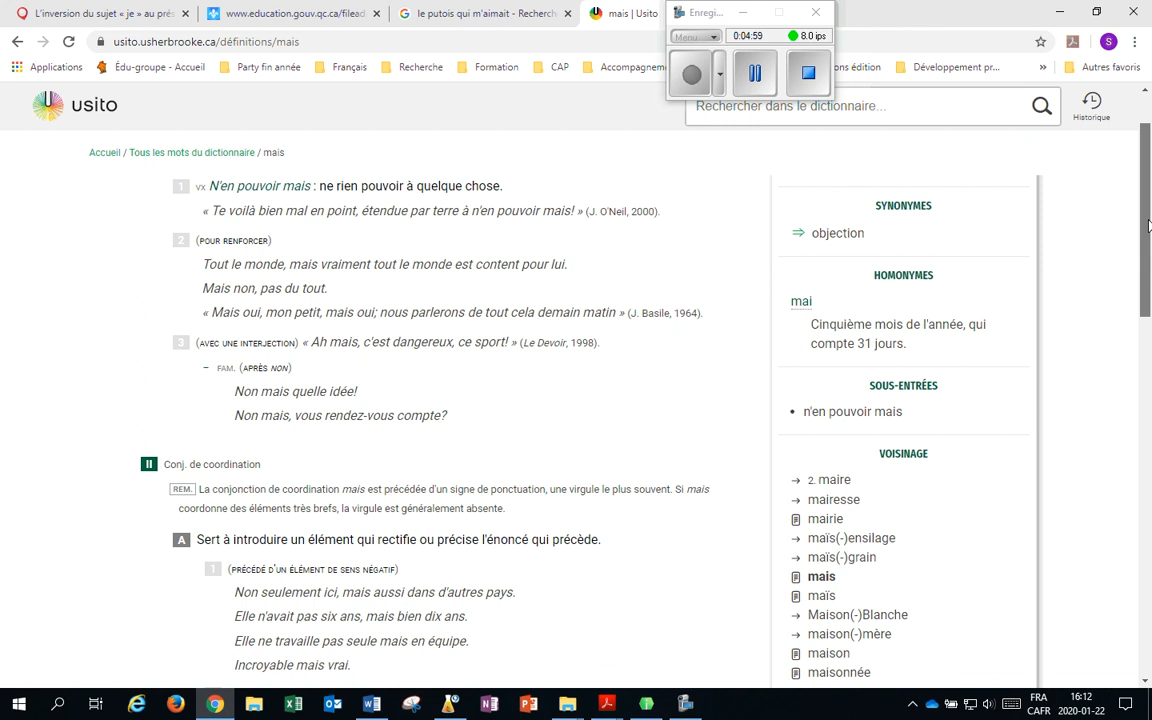 L'inversion du sujet « je » au prés
www.education.gouv.qc.ca/filead
le putois qui m'aimait - Recherch
mais | Usito
Enregi...
Menu...
0:04:59
8.0 ips
usito.usherbrooke.ca/définitions/mais
S
Applications
Édu-groupe - Accueil
Party fin année
Français
Recherche
Formation
CAP
Accompagnem
ons édition
Développement pr...
»
Autres favoris
usito
Rechercher dans le dictionnaire...
Historique
Accueil / Tous les mots du dictionnaire / mais
1 VX N'en pouvoir mais : ne rien pouvoir à quelque chose.
« Te voilà bien mal en point, étendue par terre à n'en pouvoir mais! » (J. O'Neil, 2000).
2 (POUR RENFORCER)
Tout le monde, mais vraiment tout le monde est content pour lui.
Mais non, pas du tout.
« Mais oui, mon petit, mais oui; nous parlerons de tout cela demain matin » (J. Basile, 1964).
3 (AVEC UNE INTERJECTION) « Ah mais, c'est dangereux, ce sport! » (Le Devoir, 1998).
– FAM. (APRÈS NON)
Non mais quelle idée!
Non mais, vous rendez-vous compte?
II Conj. de coordination
REM. La conjonction de coordination mais est précédée d'un signe de ponctuation, une virgule le plus souvent. Si mais
coordonne des éléments très brefs, la virgule est généralement absente.
A Sert à introduire un élément qui rectifie ou précise l'énoncé qui précède.
1 (PRÉCÉDÉ D'UN ÉLÉMENT DE SENS NÉGATIF)
Non seulement ici, mais aussi dans d'autres pays.
Elle n'avait pas six ans, mais bien dix ans.
Elle ne travaille pas seule mais en équipe.
Incroyable mais vrai.
SYNONYMES
⇒ objection
HOMONYMES
mai
Cinquième mois de l'année, qui
compte 31 jours.
SOUS-ENTRÉES
• n'en pouvoir mais
VOISINAGE
→ 2. maire
→ mairesse
mairie
→ maïs(-)ensilage
→ maïs(-)grain
mais
maïs
→ Maison(-)Blanche
→ maison(-)mère
maison
maisonnée
FRA
CAFR
16:12
2020-01-22